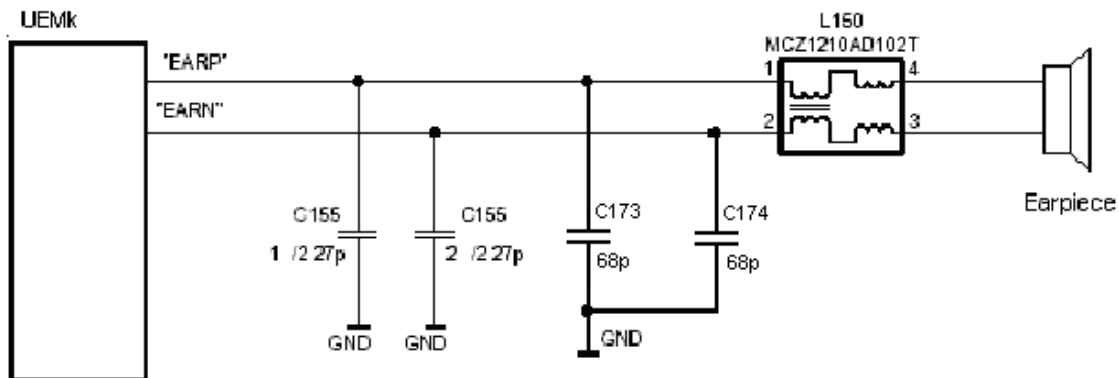 UEMk
"EARP"
"EARN"
L150
MCZ1210AD102T
1
4
2
3
Earpiece
C155
1 /2 27p
GND
C155
2 /2 27p
GND
C173
68p
C174
68p
GND